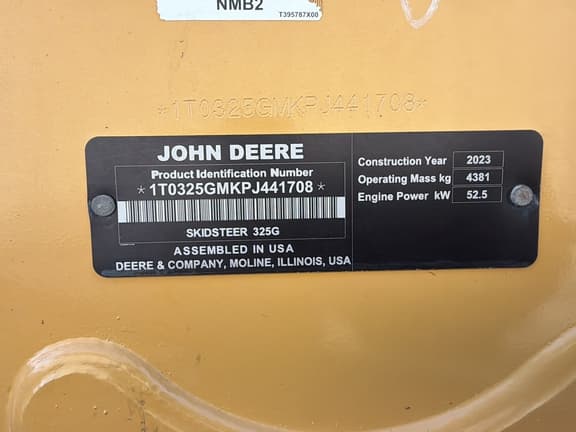 NMB2
T395787X00
*1T0325GMKPJ441708*
JOHN DEERE
Product Identification Number
*1T0325GMKPJ441708*
SKIDSTEER 325G
ASSEMBLED IN USA
DEERE & COMPANY, MOLINE, ILLINOIS, USA
Construction Year 2023
Operating Mass kg 4381
Engine Power kW 52.5